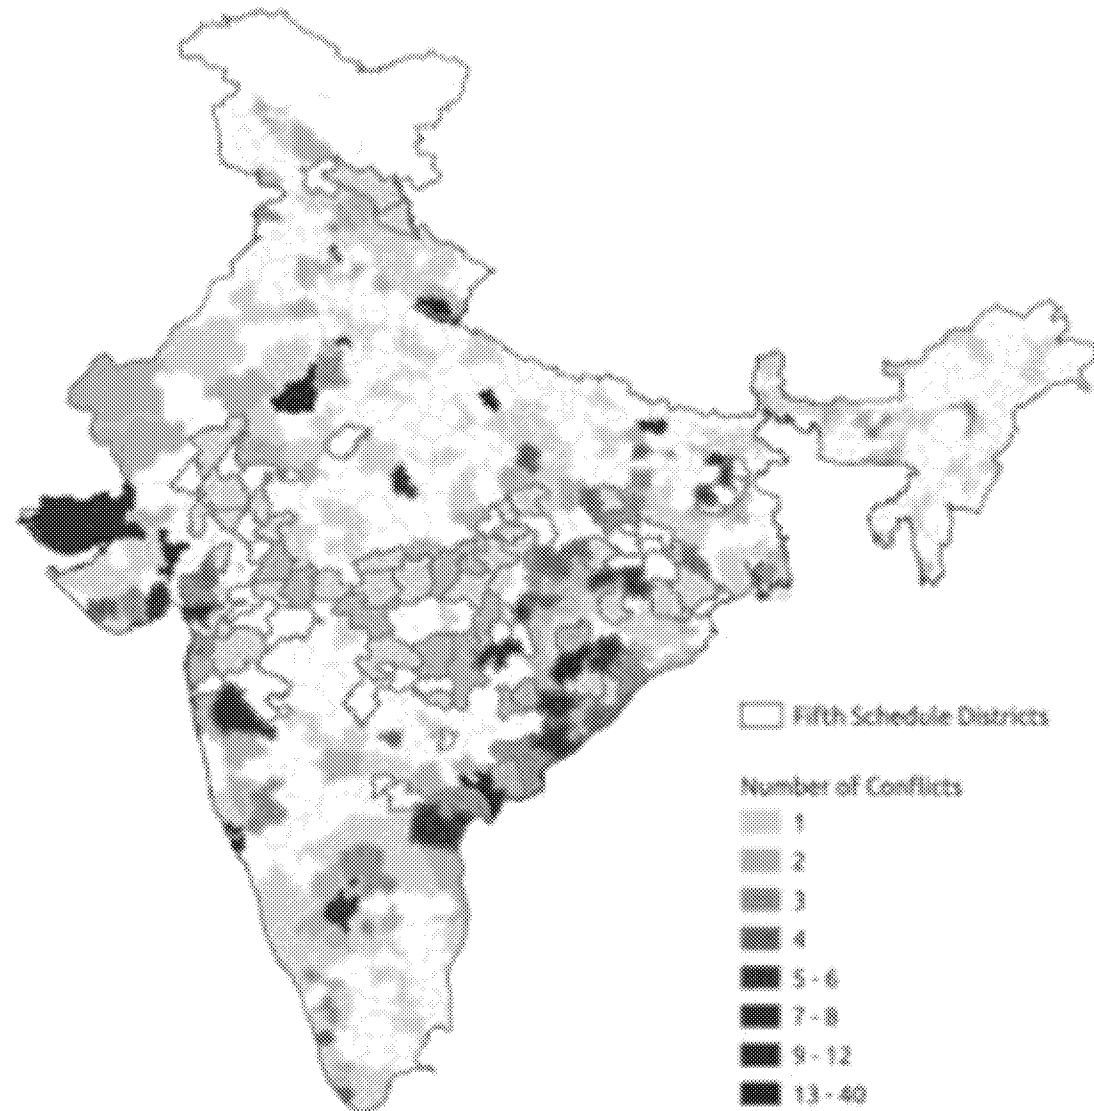 Fifth Schedule Districts
Number of Conflicts
1
2
3
4
5 - 6
7 - 8
9 - 12
13 - 40